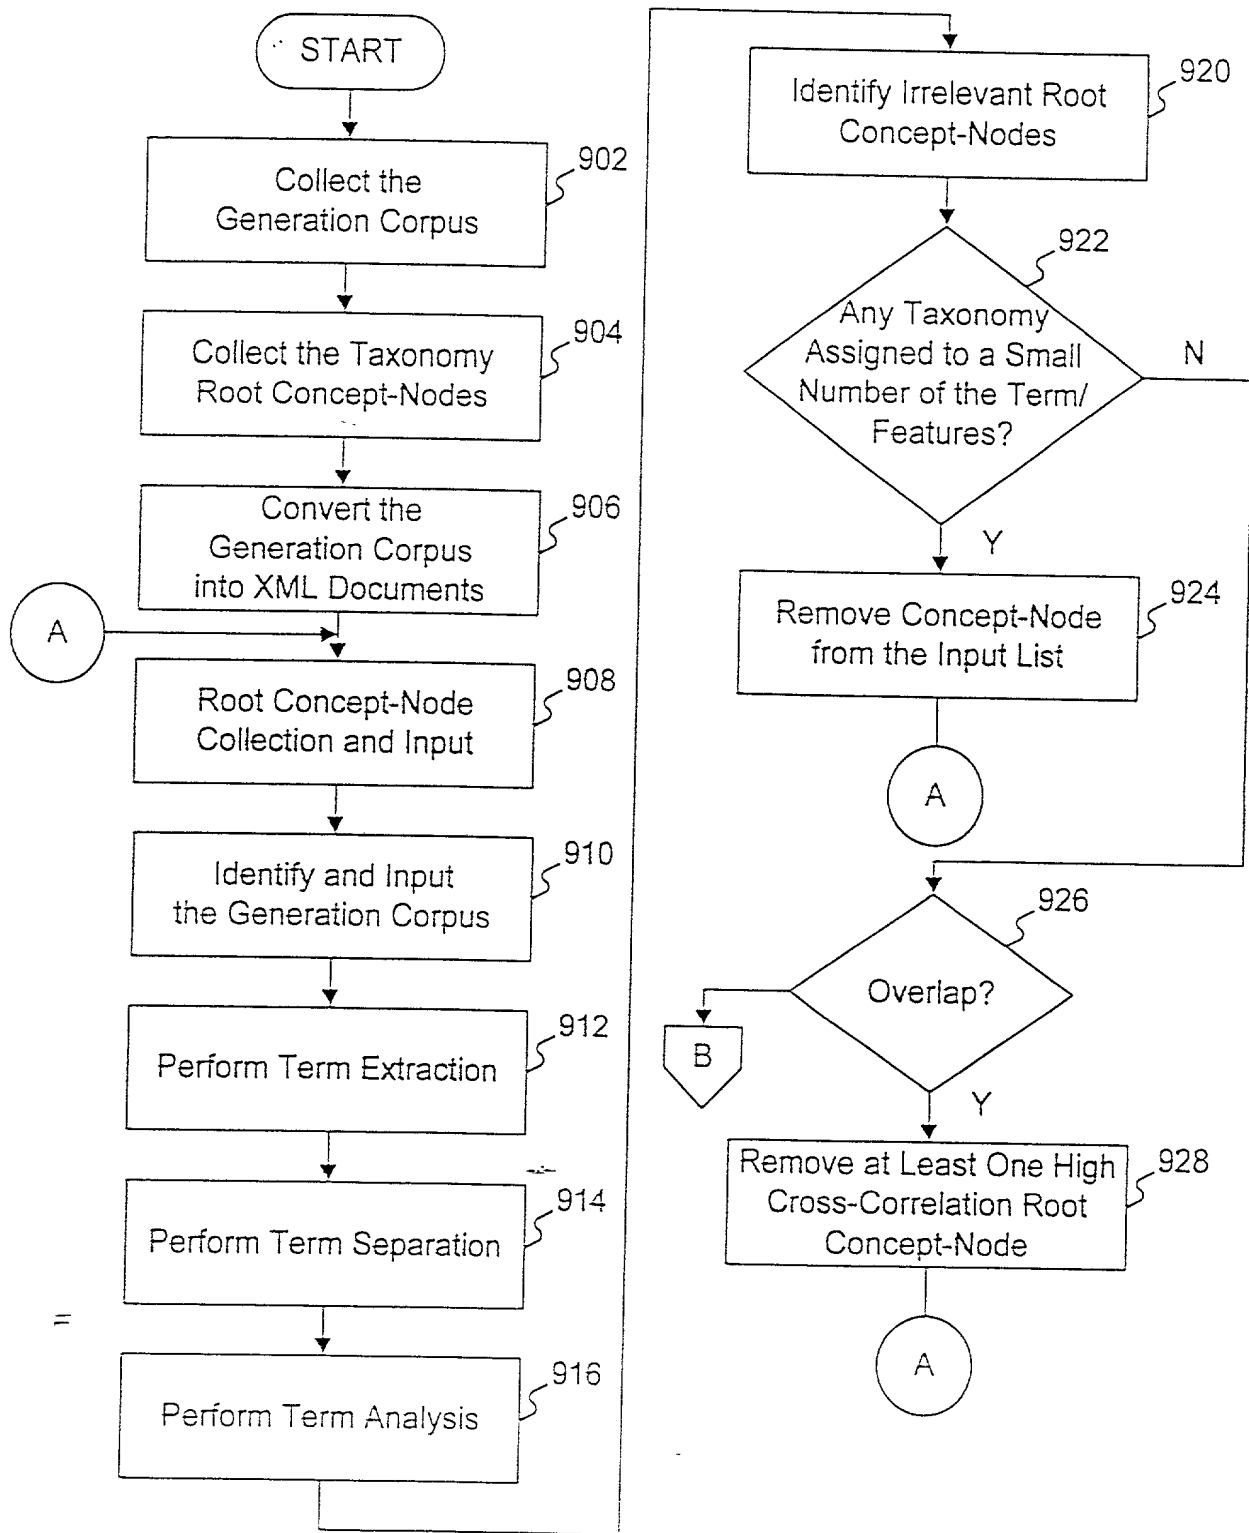 START
Collect the
Generation Corpus
902
Collect the Taxonomy
Root Concept-Nodes
904
Convert the
Generation Corpus
into XML Documents
906
A
Root Concept-Node
Collection and Input
908
Identify and Input
the Generation Corpus
910
Perform Term Extraction
912
Perform Term Separation
914
Perform Term Analysis
916
Identify Irrelevant Root
Concept-Nodes
920
Any Taxonomy
Assigned to a Small
Number of the Term/
Features?
922
N
Y
Remove Concept-Node
from the Input List
924
A
Overlap?
926
B
Y
Remove at Least One High
Cross-Correlation Root
Concept-Node
928
A